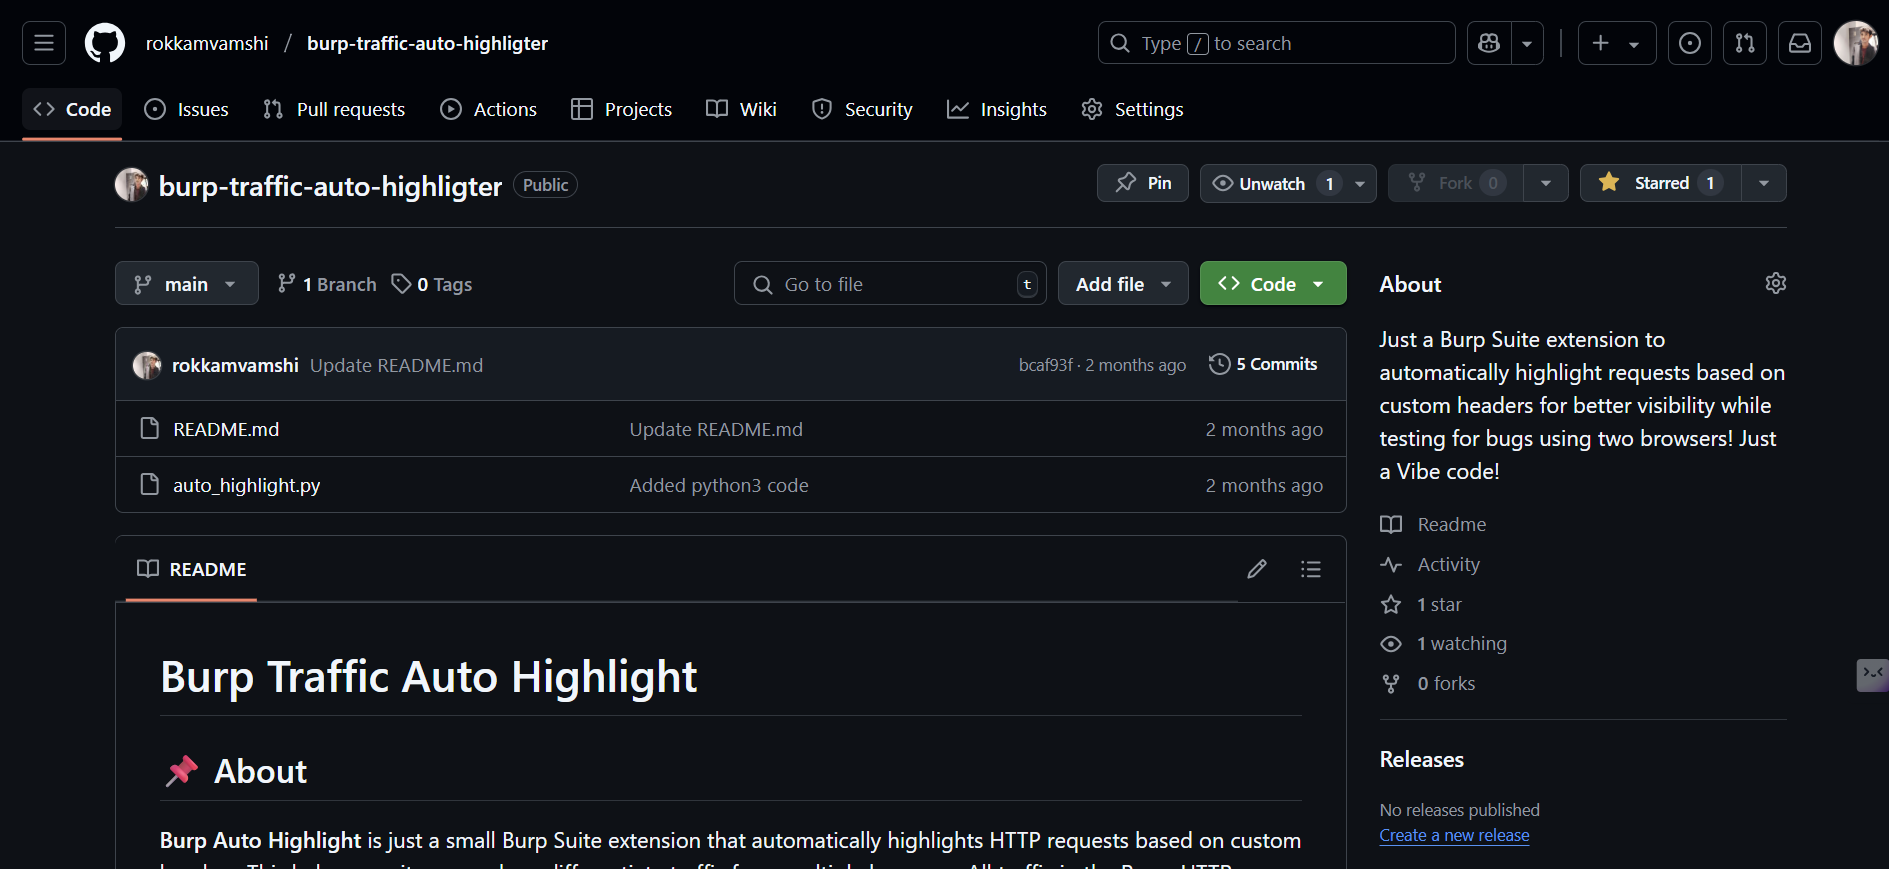 rokkamvamshi / burp-traffic-auto-highligter
Type / to search
Code Issues Pull requests Actions Projects Wiki Security Insights Settings
burp-traffic-auto-highligter Public
Pin Unwatch 1 Fork 0 Starred 1
main 1 Branch 0 Tags
Go to file t Add file Code
rokkamvamshi Update README.md bcaf93f · 2 months ago 5 Commits
README.md Update README.md 2 months ago
auto_highlight.py Added python3 code 2 months ago
README
Burp Traffic Auto Highlight
About
Burp Auto Highlight is just a small Burp Suite extension that automatically highlights HTTP requests based on custom
About
Just a Burp Suite extension to
automatically highlight requests based on
custom headers for better visibility while
testing for bugs using two browsers! Just
a Vibe code!
Readme
Activity
1 star
1 watching
0 forks
Releases
No releases published
Create a new release